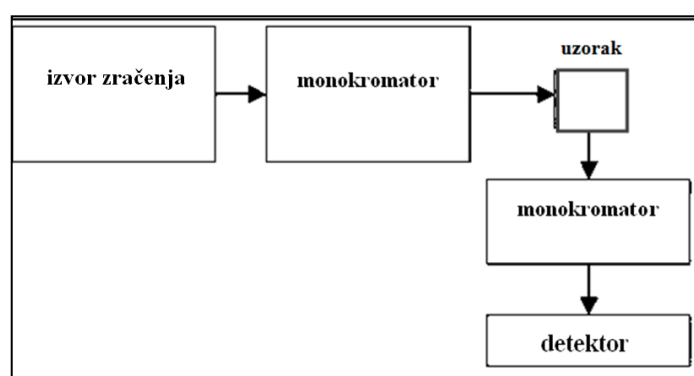 izvor zračenja
monokromator
uzorak
monokromator
detektor